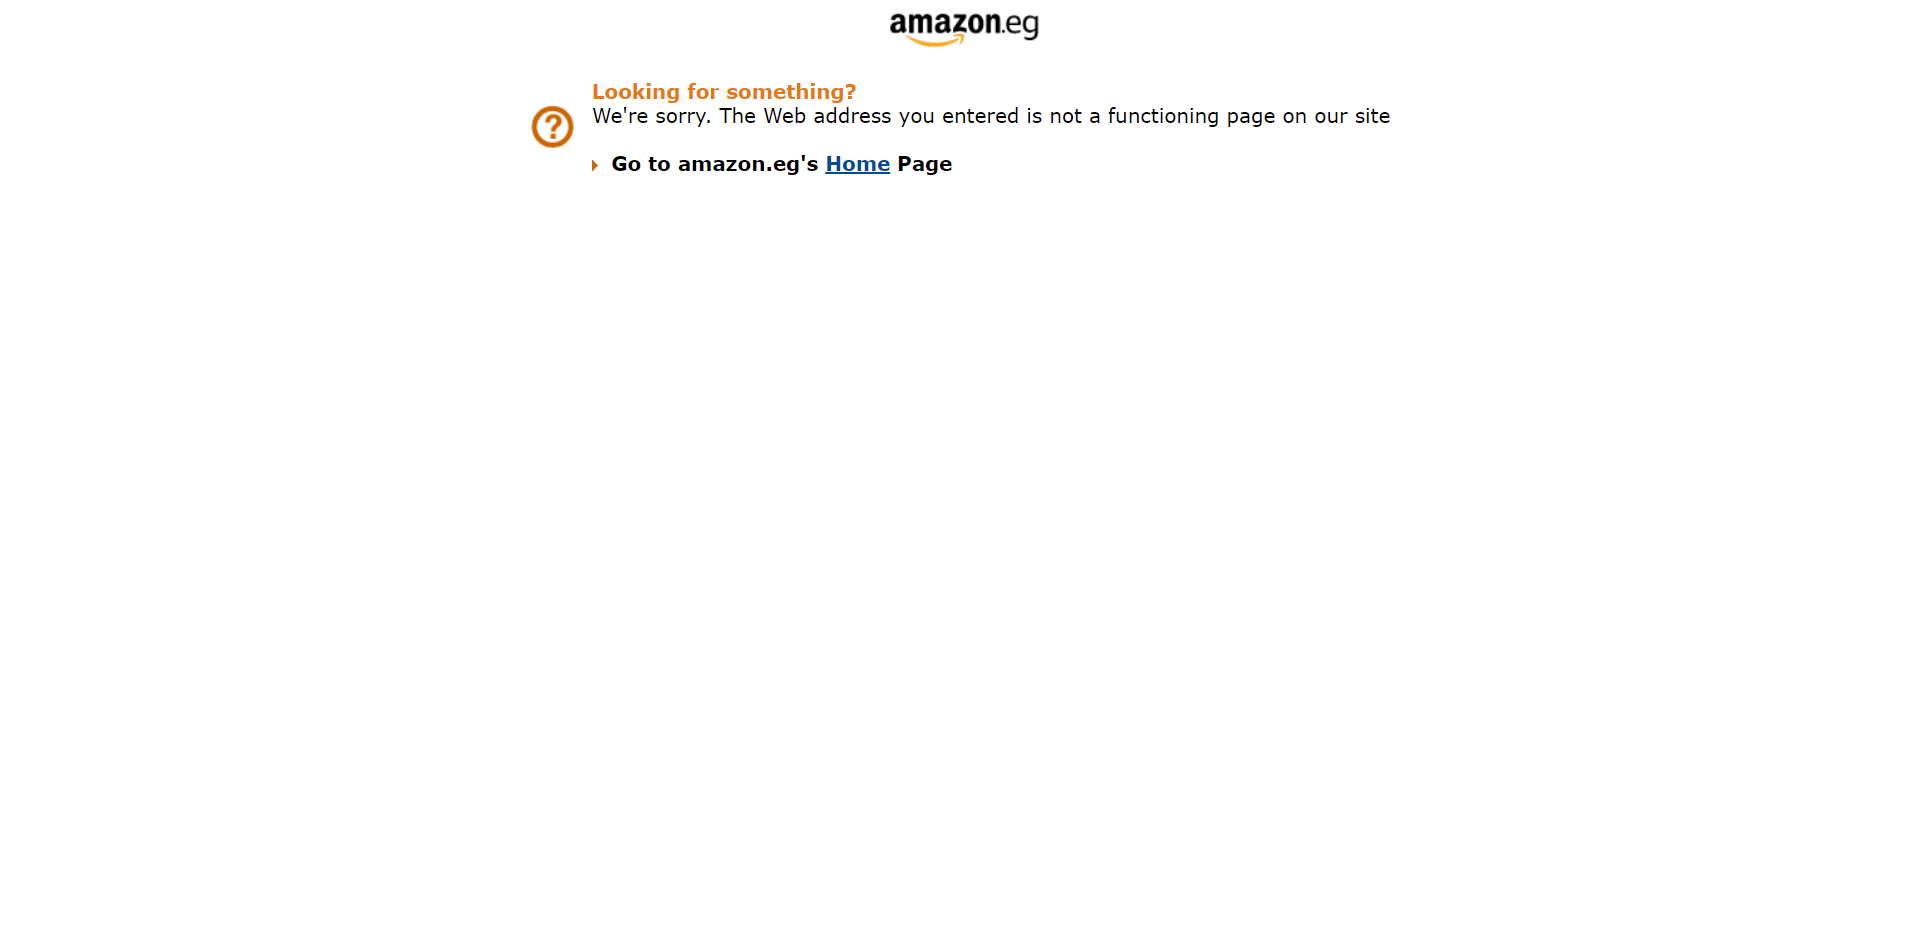 amazon.eg
Looking for something?
We're sorry. The Web address you entered is not a functioning page on our site
Go to amazon.eg's Home Page